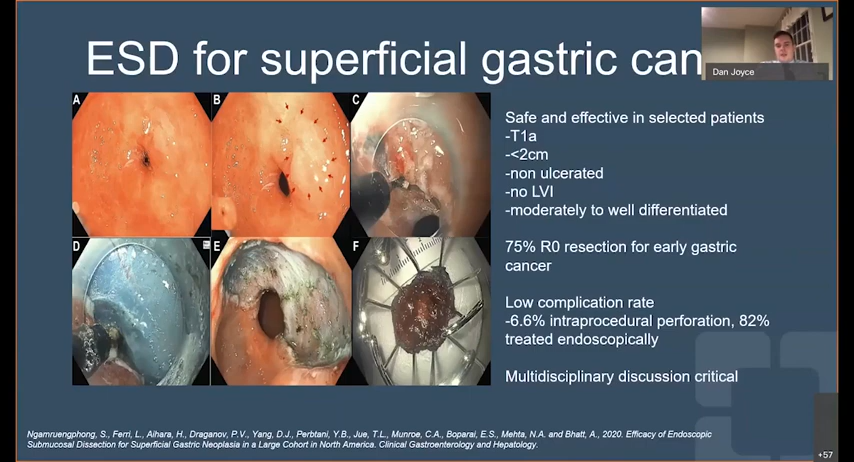 ESD for superficial gastric can
Dan Joyce
A
B
C
D
E
F
Safe and effective in selected patients
-T1a
-<2cm
-non ulcerated
-no LVI
-moderately to well differentiated
75% R0 resection for early gastric
cancer
Low complication rate
-6.6% intraprocedural perforation, 82%
treated endoscopically
Multidisciplinary discussion critical
Ngamruengphong, S., Ferri, L., Aihara, H., Draganov, P.V., Yang, D.J., Perbtani, Y.B., Jue, T.L., Munroe, C.A., Boparai, E.S., Mehta, N.A. and Bhatt, A., 2020. Efficacy of Endoscopic
Submucosal Dissection for Superficial Gastric Neoplasia in a Large Cohort in North America. Clinical Gastroenterology and Hepatology.
+57